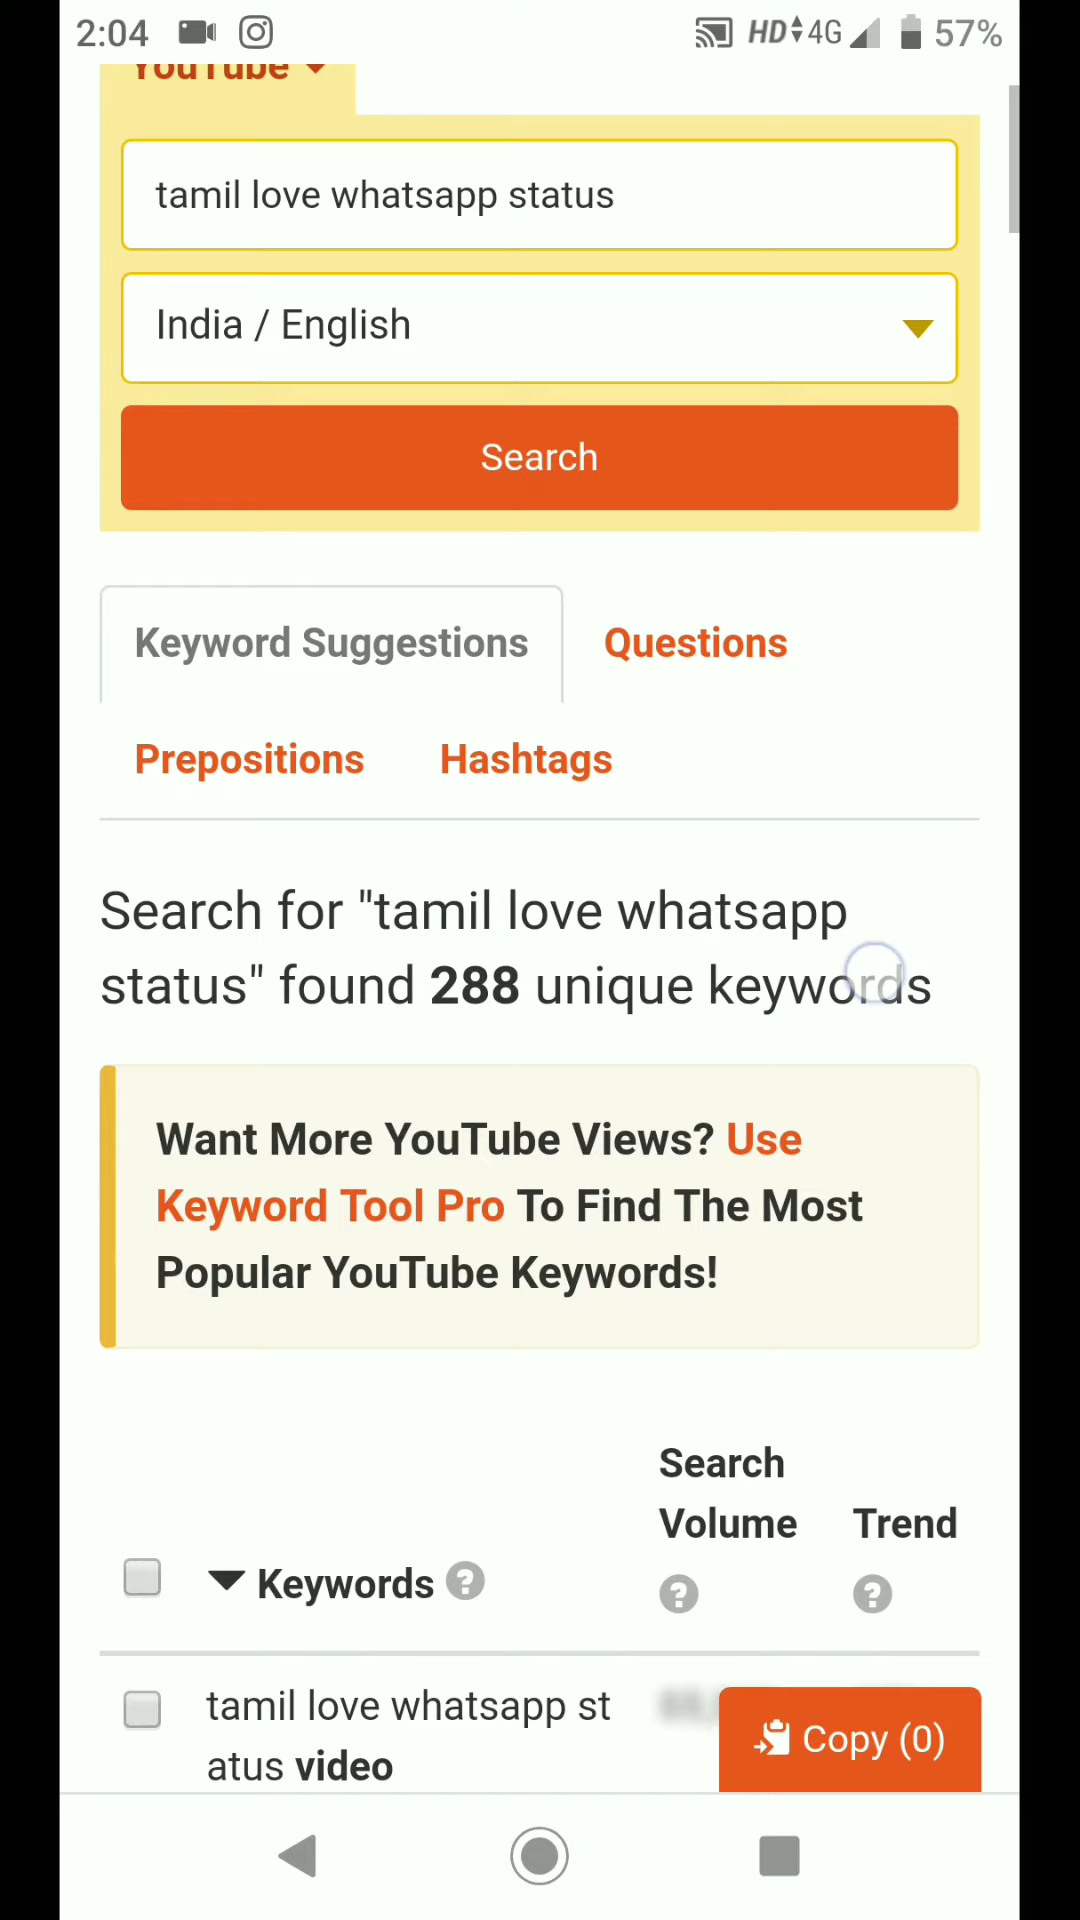 2:04 HD 4G 57%
YouTube
tamil love whatsapp status
India / English
Search
Keyword Suggestions Questions
Prepositions Hashtags
Search for "tamil love whatsapp
status" found 288 unique keywords
Want More YouTube Views? Use
Keyword Tool Pro To Find The Most
Popular YouTube Keywords!
Search
Volume Trend
Keywords ? ? ?
tamil love whatsapp st
atus video
Copy (0)